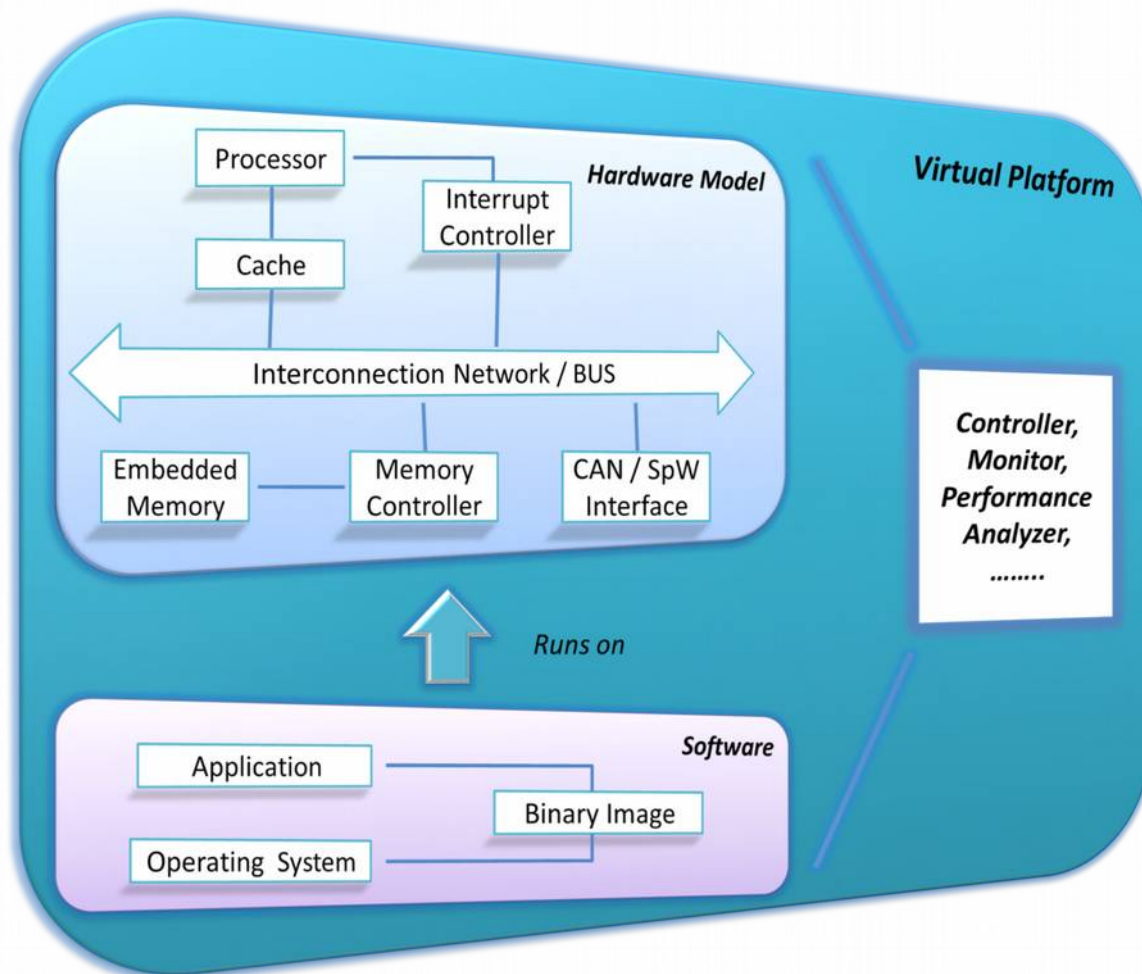 Virtual Platform
Hardware Model
Processor
Interrupt
Controller
Cache
Interconnection Network / BUS
Embedded
Memory
Memory
Controller
CAN / SpW
Interface
Controller,
Monitor,
Performance
Analyzer,
........
Runs on
Software
Application
Binary Image
Operating System